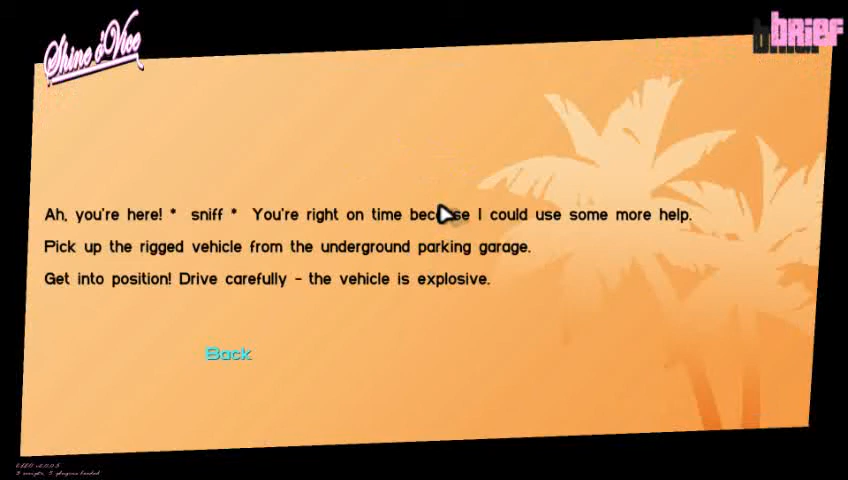 Shine o'Vice
brief
Ah, you're here! * sniff * You're right on time because I could use some more help.
Pick up the rigged vehicle from the underground parking garage.
Get into position! Drive carefully - the vehicle is explosive.
Back